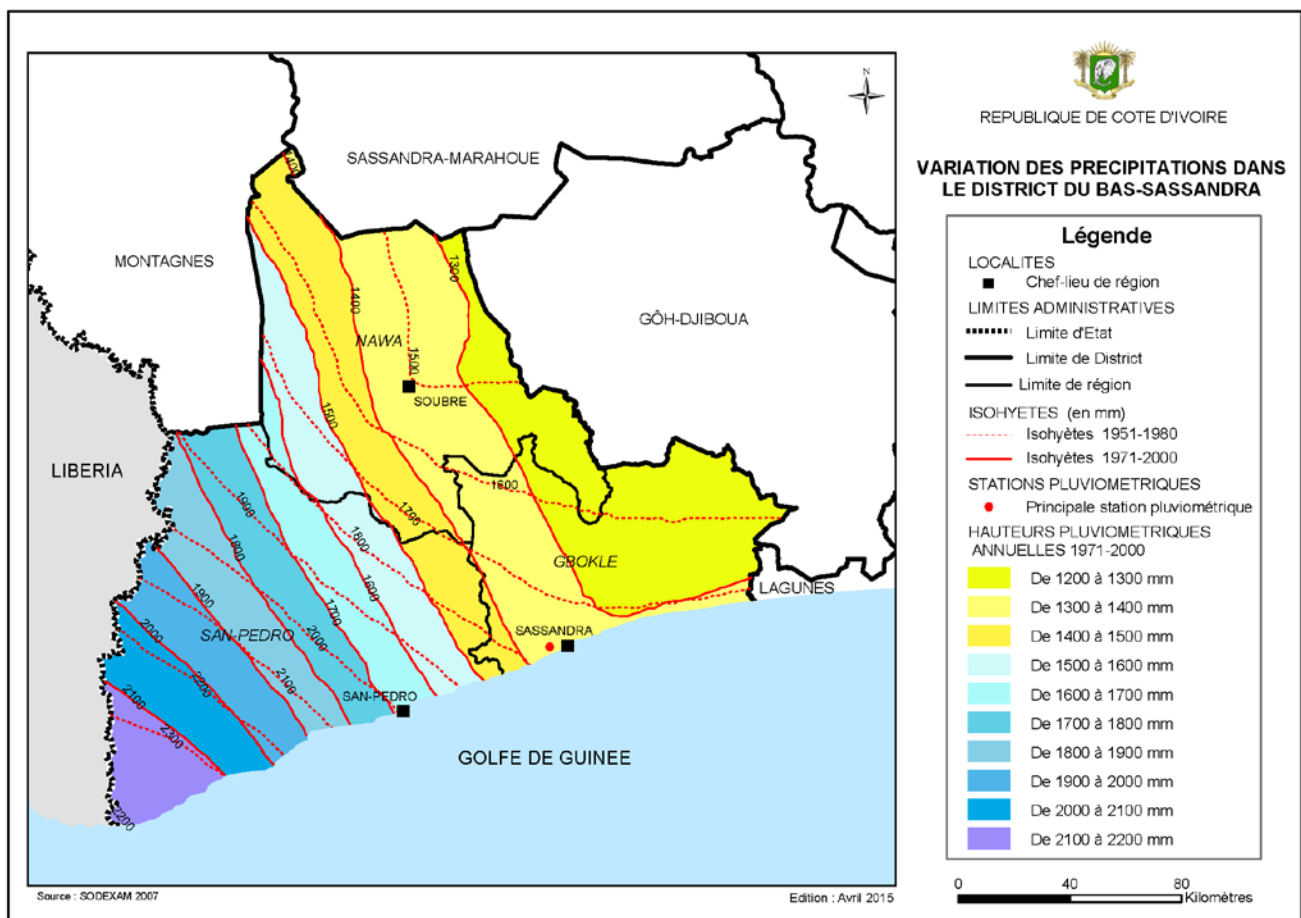 N
REPUBLIQUE DE COTE D'IVOIRE
VARIATION DES PRECIPITATIONS DANS
LE DISTRICT DU BAS-SASSANDRA
SASSANDRA-MARAHOUE
MONTAGNES
GÔH-DJIBOUA
LIBERIA
LAGUNES
NAWA
SOUBRE
GBOKLE
SASSANDRA
SAN-PEDRO
SAN-PEDRO
GOLFE DE GUINEE
1400
1300
1400
1500
1500
1600
1700
1800
1600
1900
1800
1700
1900
2000
2000
2100
2200
2100
2300
2200
Légende
LOCALITES
Chef-lieu de région
LIMITES ADMINISTRATIVES
Limite d'Etat
Limite de District
Limite de région
ISOHYETES (en mm)
Isohyètes 1951-1980
Isohyètes 1971-2000
STATIONS PLUVIOMETRIQUES
Principale station pluviométrique
HAUTEURS PLUVIOMETRIQUES
ANNUELLES 1971-2000
De 1200 à 1300 mm
De 1300 à 1400 mm
De 1400 à 1500 mm
De 1500 à 1600 mm
De 1600 à 1700 mm
De 1700 à 1800 mm
De 1800 à 1900 mm
De 1900 à 2000 mm
De 2000 à 2100 mm
De 2100 à 2200 mm
0 40 80
Kilomètres
Source : SODEXAM 2007
Edition : Avril 2015